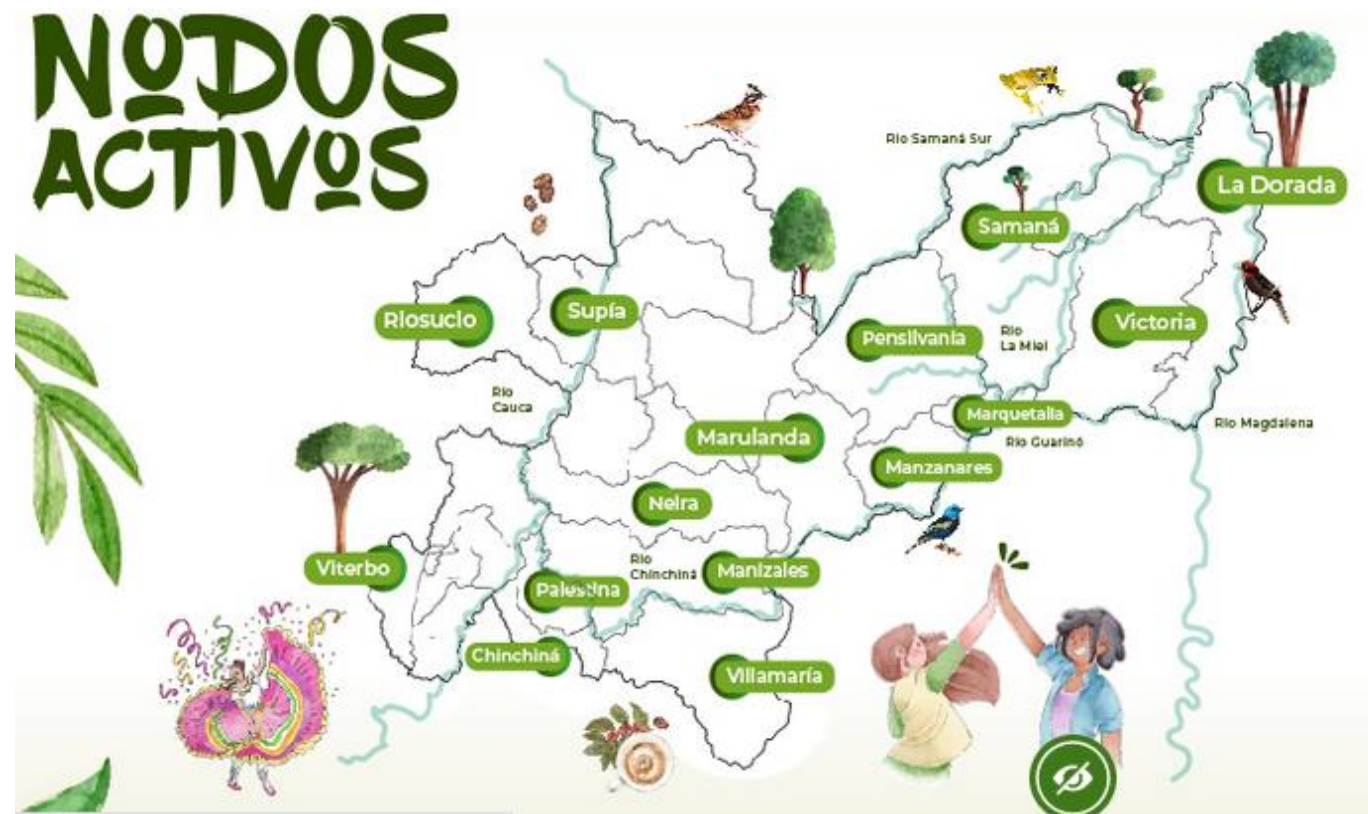 NODOS
ACTIVOS
Río Samaná Sur
La Dorada
Samaná
Riosucio
Supía
Pensilvania
Río
La Miel
Victoria
Río
Cauca
Marulanda
Marquetalia
Río Guarinó
Río Magdalena
Manzanares
Neira
Viterbo
Río
Chinchiná
Manizales
Palestina
Chinchiná
Villamaría